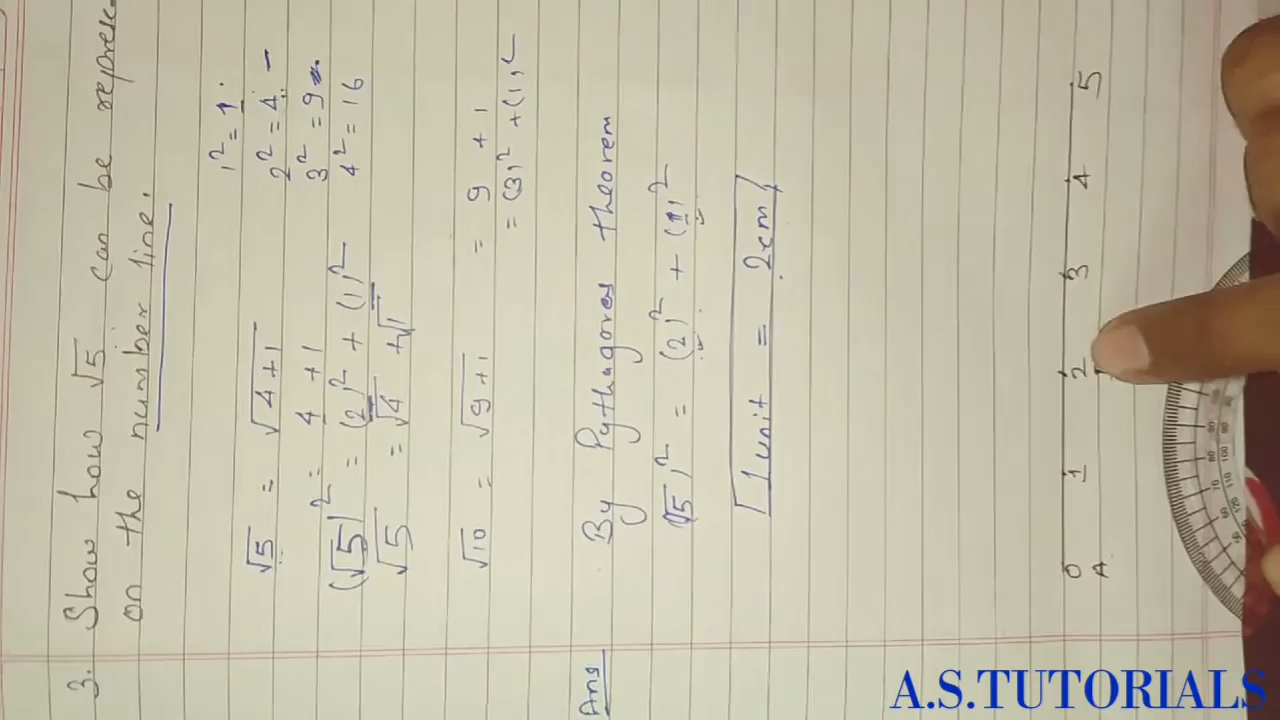 3. Show how √5 can be repres-
on the number line.
1² = 1
√5 = √4+1
2² = 4
(√5)² = 4 + 1
3² = 9
= (2)² + (1)²
4² = 16
√5 = √4 + √1
√10 = √9+1 = 9 + 1
= (3)² + (1)²
Ans By Pythagores theorem
(√5)² = (2)² + (1)²
1 unit = 2cm
0 1 2 3 4 5
A
A.S.TUTORIALS